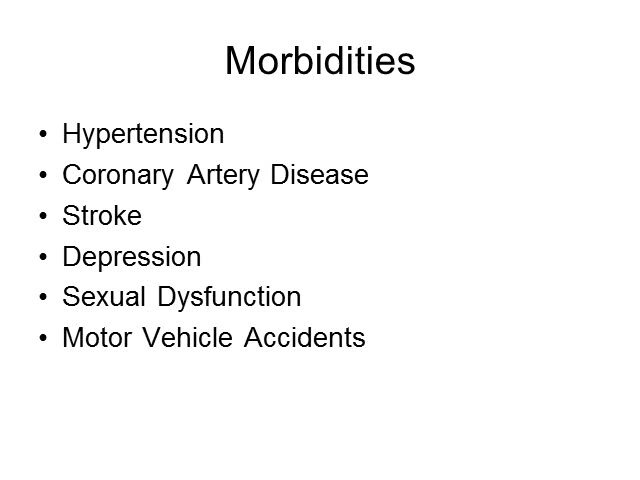 Morbidities
• Hypertension
• Coronary Artery Disease
• Stroke
• Depression
• Sexual Dysfunction
• Motor Vehicle Accidents